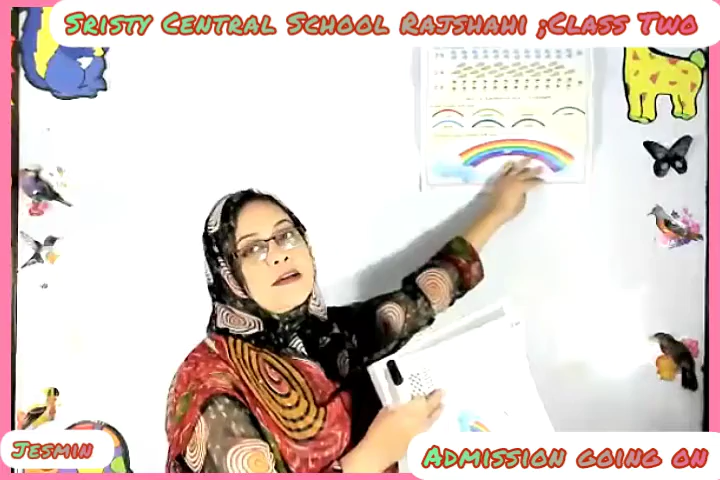 Sristy Central School Rajshahi ;Class Two
Jesmin
Admission going on